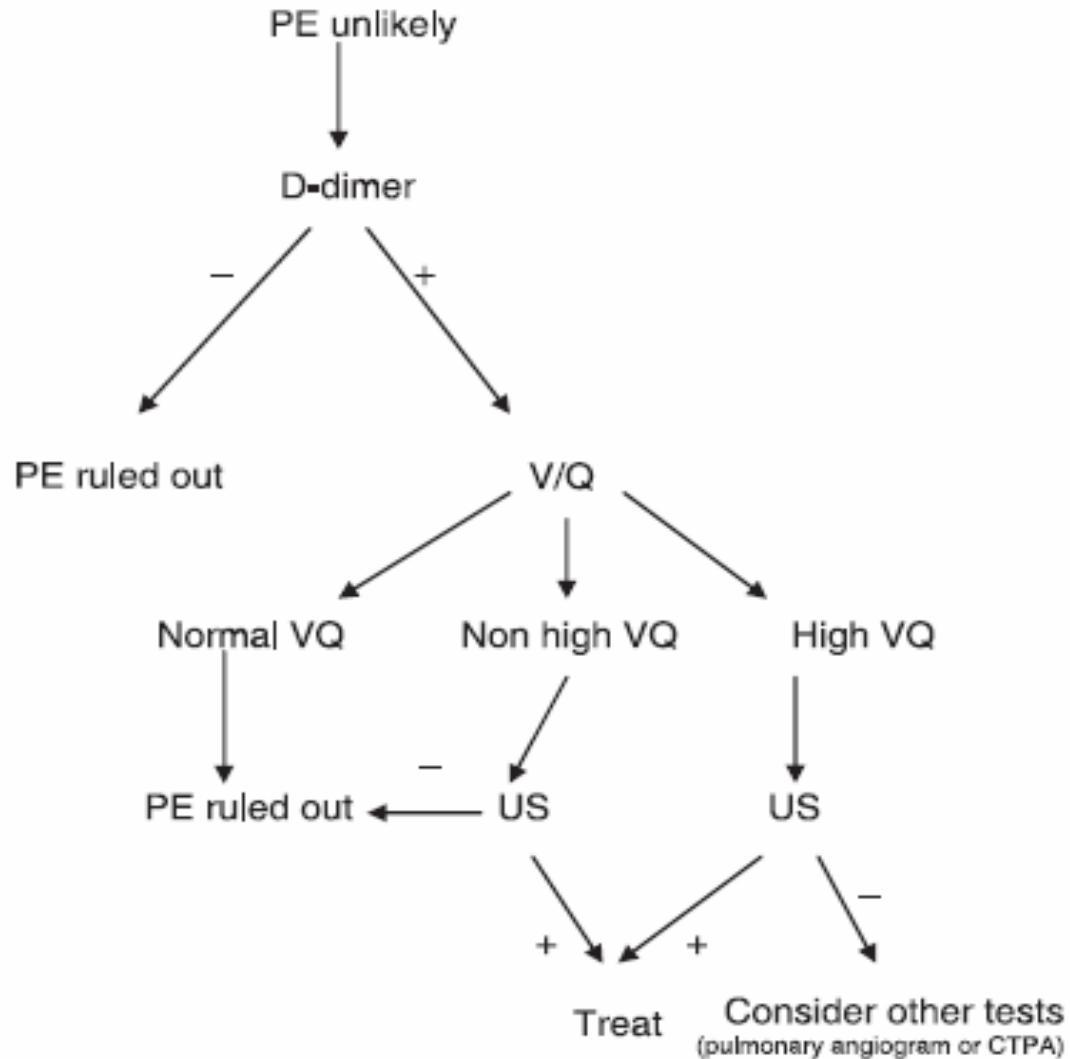 PE unlikely
D-dimer
– +
PE ruled out V/Q
Normal VQ Non high VQ High VQ
–
PE ruled out US US
–
+ +
Treat Consider other tests
(pulmonary angiogram or CTPA)